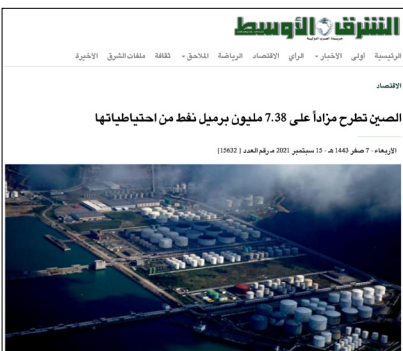 الشرق الأوسط
جريدة العرب الدولية
الرئيسية أولى الأخبار الرأي الاقتصاد الرياضة الملاحق ثقافة ملفات الشرق الأخيرة
الاقتصاد
الصين تطرح مزاداً على 7.38 مليون برميل نفط من احتياطياتها
الأربعاء - 7 صفر 1443 هـ - 15 سبتمبر 2021 مـ رقم العدد [15632]